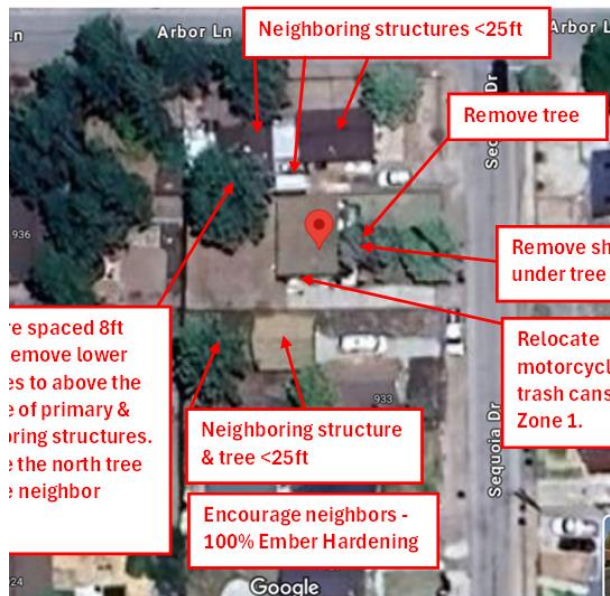 Arbor Ln
Neighboring structures <25ft
Arbor L
Remove tree
936
Remove sh
under tree
re spaced 8ft
emove lower
es to above the
e of primary &
oring structures.
e the north tree
e neighbor
Relocate
motorcycl
trash cans
Zone 1.
933
Neighboring structure
& tree <25ft
Sequoia Dr
Encourage neighbors -
100% Ember Hardening
24
Google